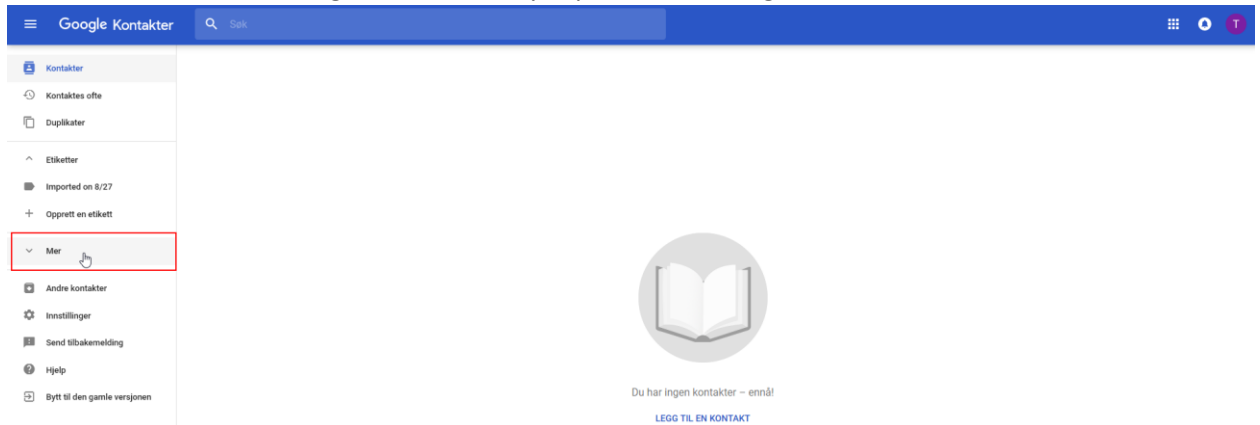 Google Kontakter
Søk
T
Kontakter
Kontaktes ofte
Duplikater
Etiketter
Imported on 8/27
Opprett en etikett
Mer
Andre kontakter
Innstillinger
Send tilbakemelding
Hjelp
Bytt til den gamle versjonen
Du har ingen kontakter – ennå!
LEGG TIL EN KONTAKT